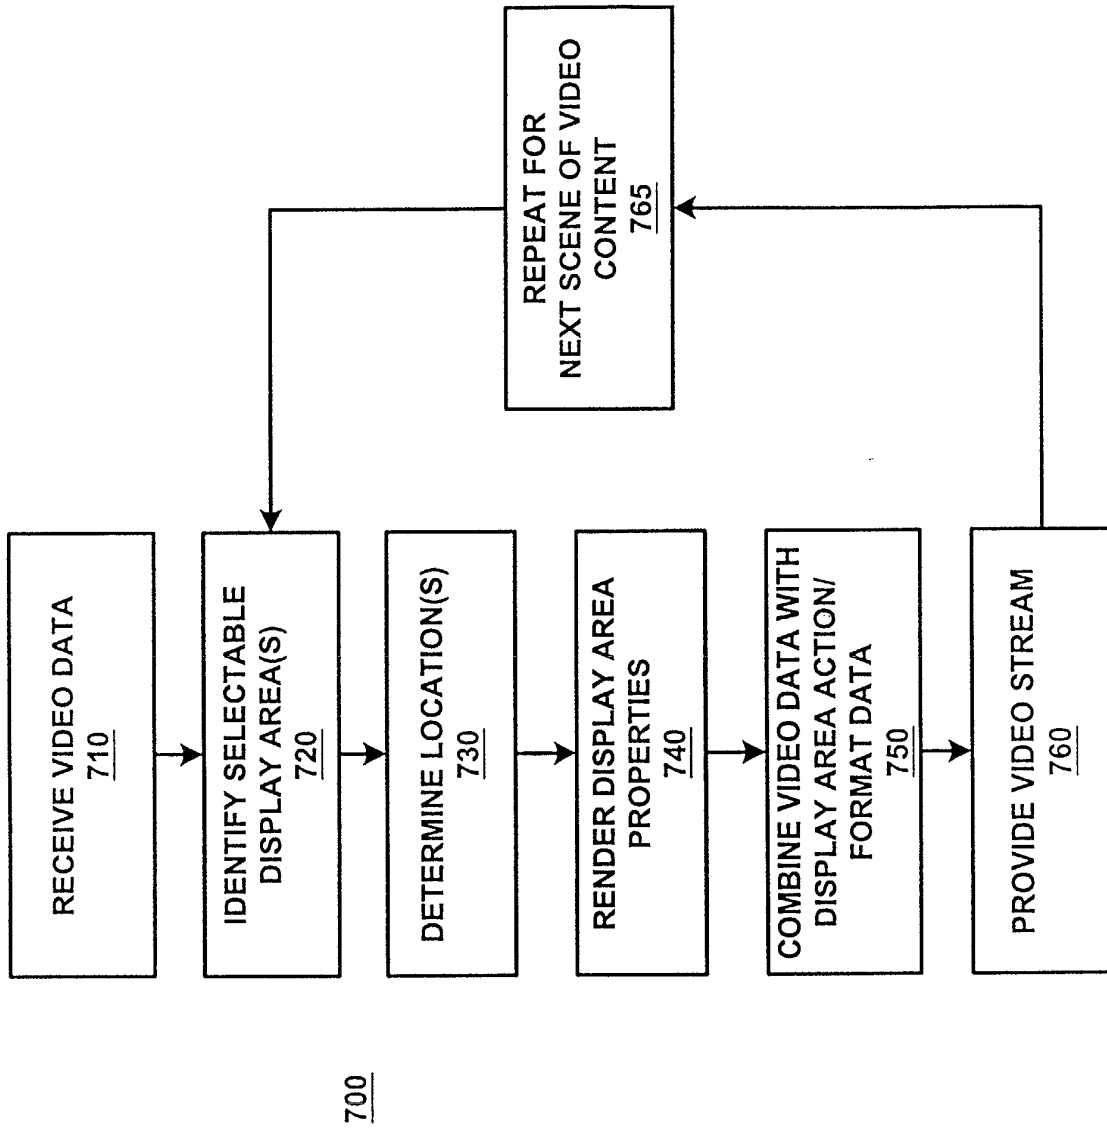 RECEIVE VIDEO DATA
710
IDENTIFY SELECTABLE
DISPLAY AREA(S)
720
DETERMINE LOCATION(S)
730
RENDER DISPLAY AREA
PROPERTIES
740
COMBINE VIDEO DATA WITH
DISPLAY AREA ACTION/
FORMAT DATA
750
PROVIDE VIDEO STREAM
760
REPEAT FOR
NEXT SCENE OF VIDEO
CONTENT
765
700